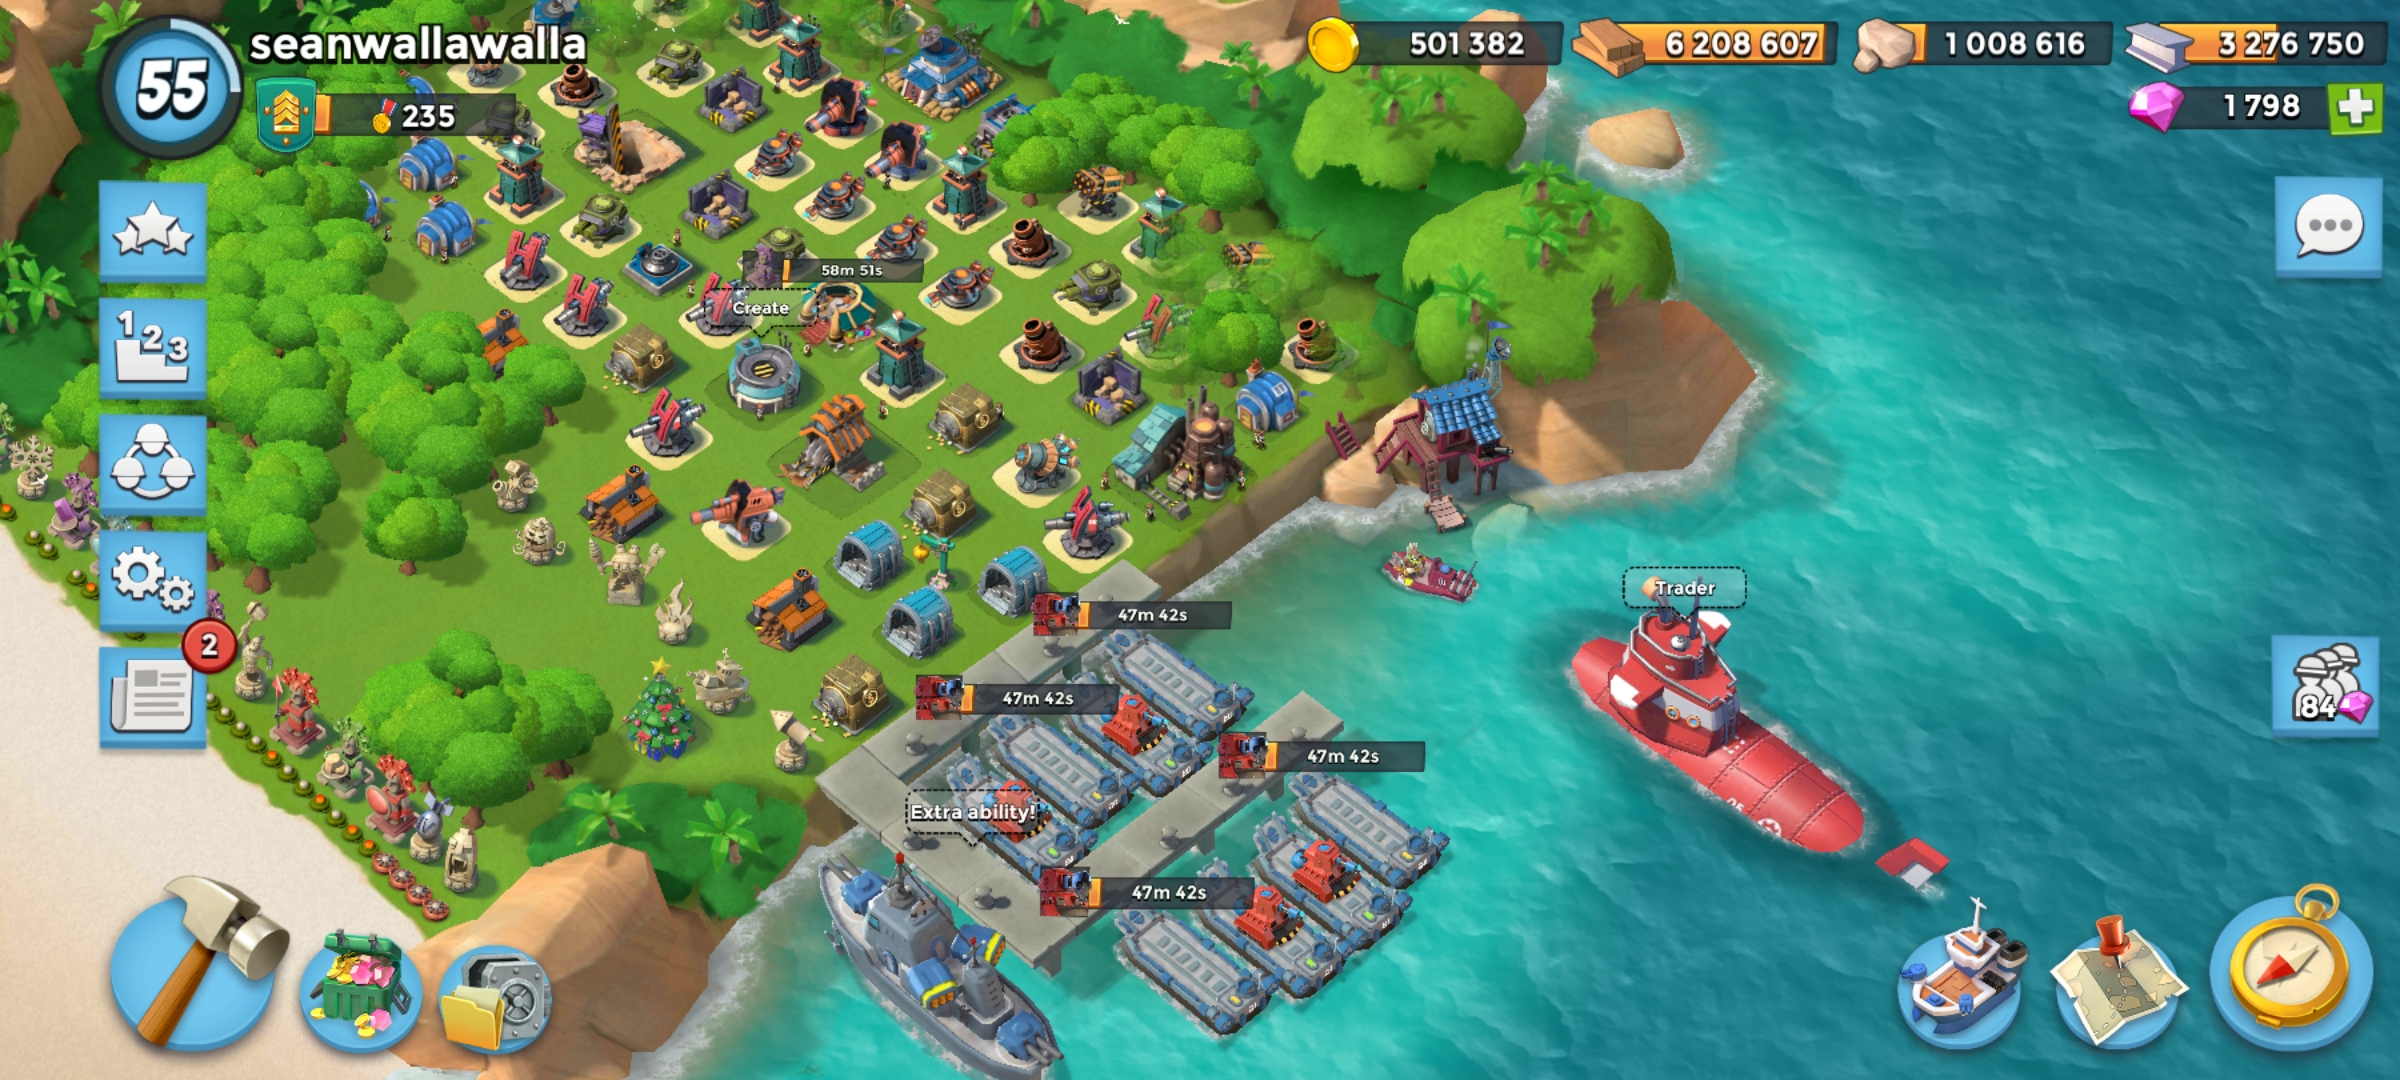 55
seanwallawalla
235
501 382
6 208 607
1 008 616
3 276 750
1 798
123
58m 51s
Create
Trader
47m 42s
47m 42s
47m 42s
2
Extra ability!
47m 42s
84